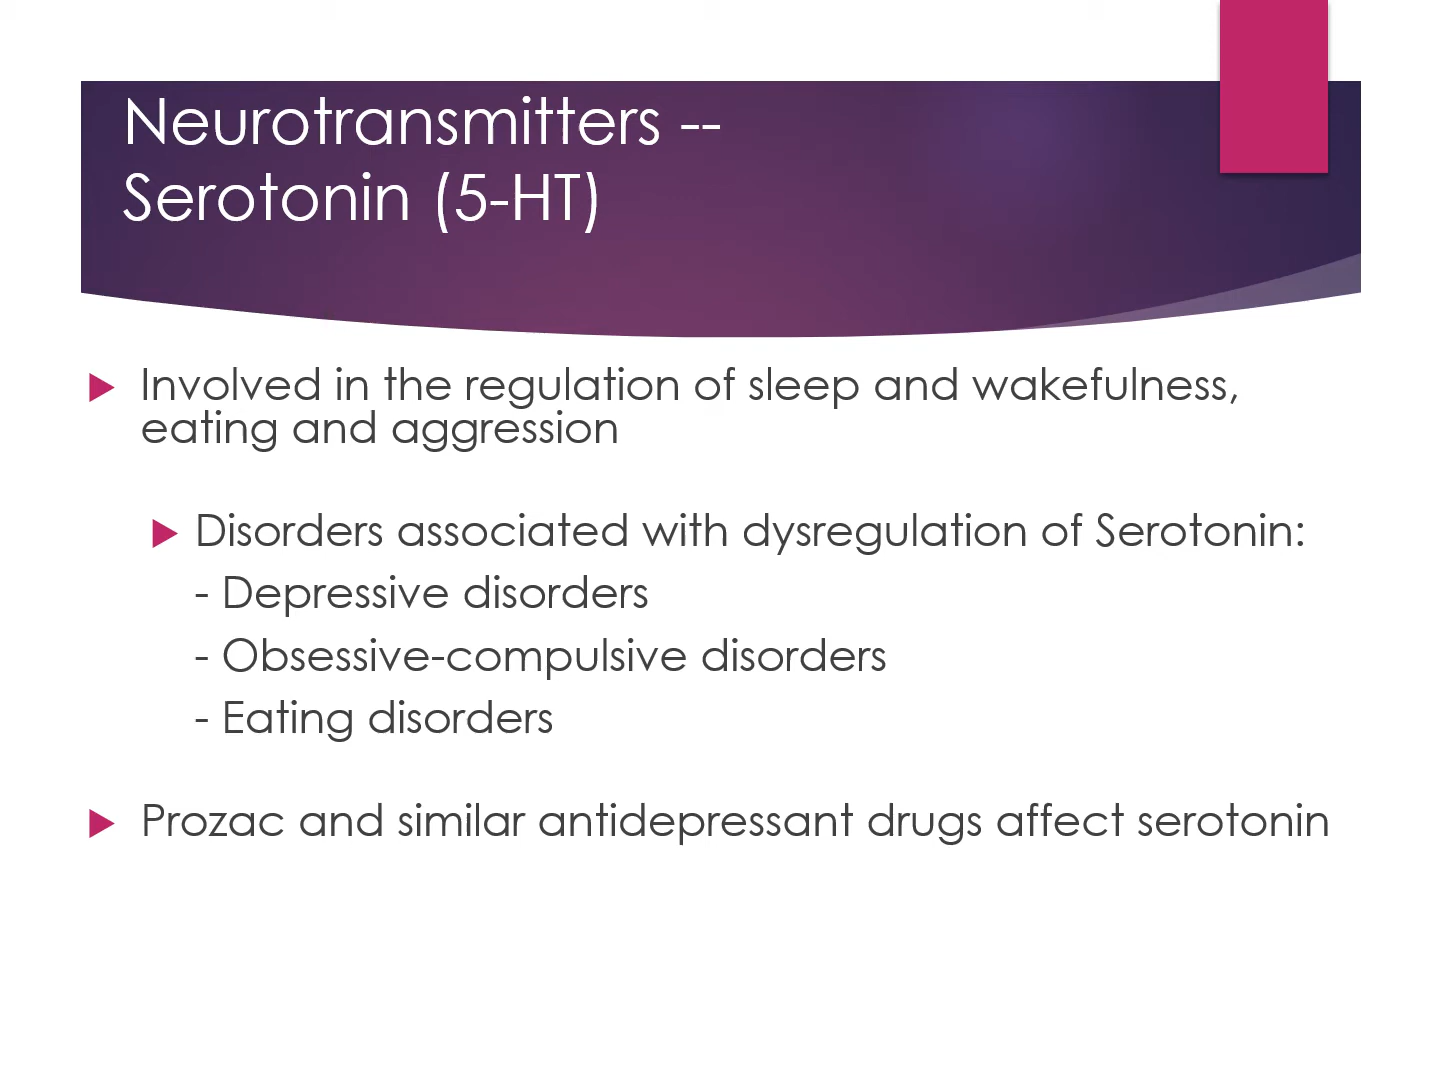 Neurotransmitters --
Serotonin (5-HT)
Involved in the regulation of sleep and wakefulness,
eating and aggression
Disorders associated with dysregulation of Serotonin:
- Depressive disorders
- Obsessive-compulsive disorders
- Eating disorders
Prozac and similar antidepressant drugs affect serotonin